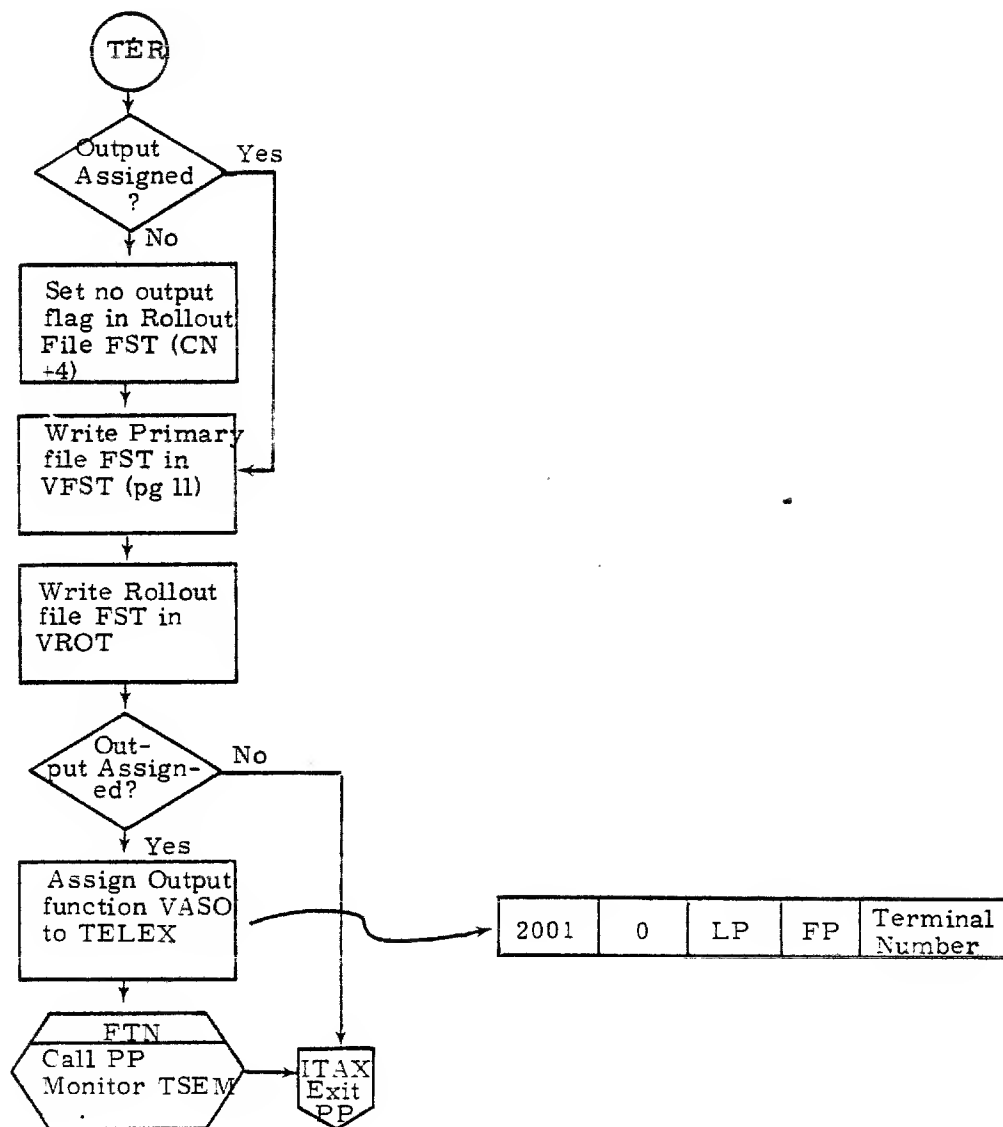 TER
Output
Assigned
?
Yes
No
Set no output
flag in Rollout
File FST (CN
+4)
Write Primary
file FST in
VFST (pg 11)
Write Rollout
file FST in
VROT
Out-
put Assign-
ed?
No
Yes
Assign Output
function VASO
to TELEX
2001 0 LP FP Terminal
Number
FTN
Call PP
Monitor TSEM
ITAX
Exit
PP